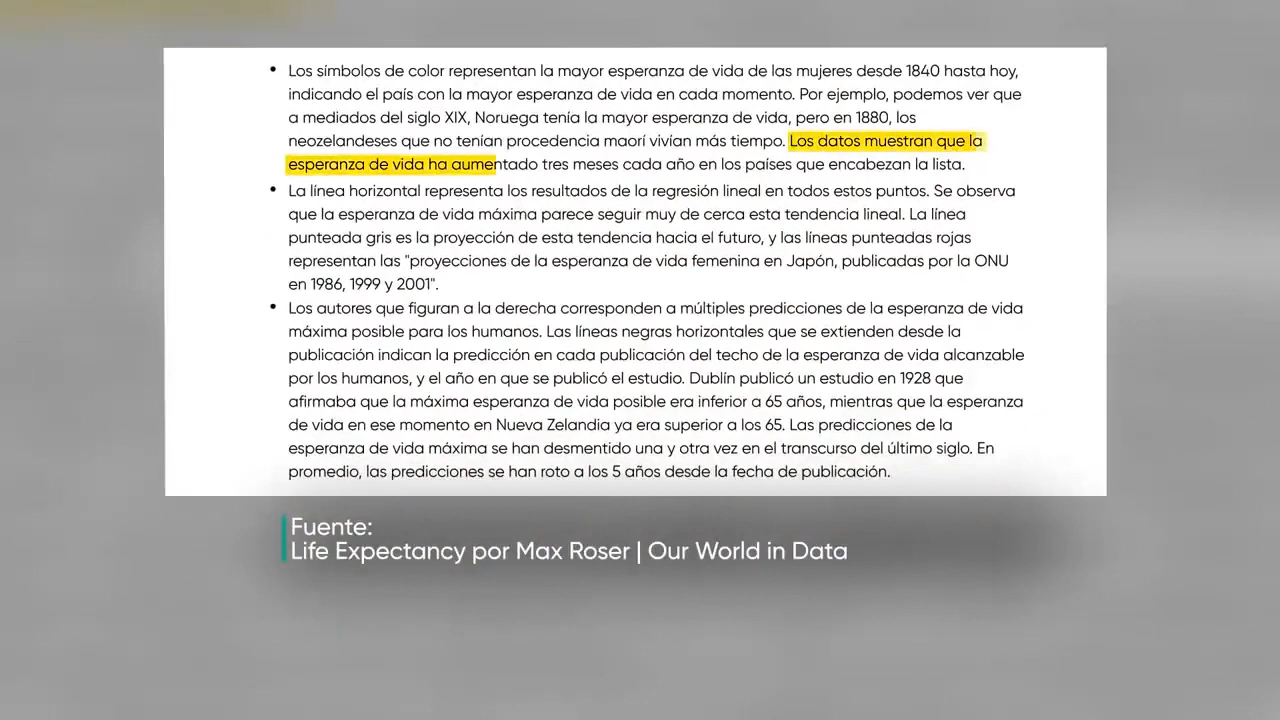 • Los símbolos de color representan la mayor esperanza de vida de las mujeres desde 1840 hasta hoy,
indicando el país con la mayor esperanza de vida en cada momento. Por ejemplo, podemos ver que
a mediados del siglo XIX, Noruega tenía la mayor esperanza de vida, pero en 1880, los
neozelandeses que no tenían procedencia maorí vivían más tiempo. Los datos muestran que la
esperanza de vida ha aumentado tres meses cada año en los países que encabezan la lista.
• La línea horizontal representa los resultados de la regresión lineal en todos estos puntos. Se observa
que la esperanza de vida máxima parece seguir muy de cerca esta tendencia lineal. La línea
punteada gris es la proyección de esta tendencia hacia el futuro, y las líneas punteadas rojas
representan las "proyecciones de la esperanza de vida femenina en Japón, publicadas por la ONU
en 1986, 1999 y 2001".
• Los autores que figuran a la derecha corresponden a múltiples predicciones de la esperanza de vida
máxima posible para los humanos. Las líneas negras horizontales que se extienden desde la
publicación indican la predicción en cada publicación del techo de la esperanza de vida alcanzable
por los humanos, y el año en que se publicó el estudio. Dublín publicó un estudio en 1928 que
afirmaba que la máxima esperanza de vida posible era inferior a 65 años, mientras que la esperanza
de vida en ese momento en Nueva Zelandia ya era superior a los 65. Las predicciones de la
esperanza de vida máxima se han desmentido una y otra vez en el transcurso del último siglo. En
promedio, las predicciones se han roto a los 5 años desde la fecha de publicación.
Fuente:
Life Expectancy por Max Roser | Our World in Data